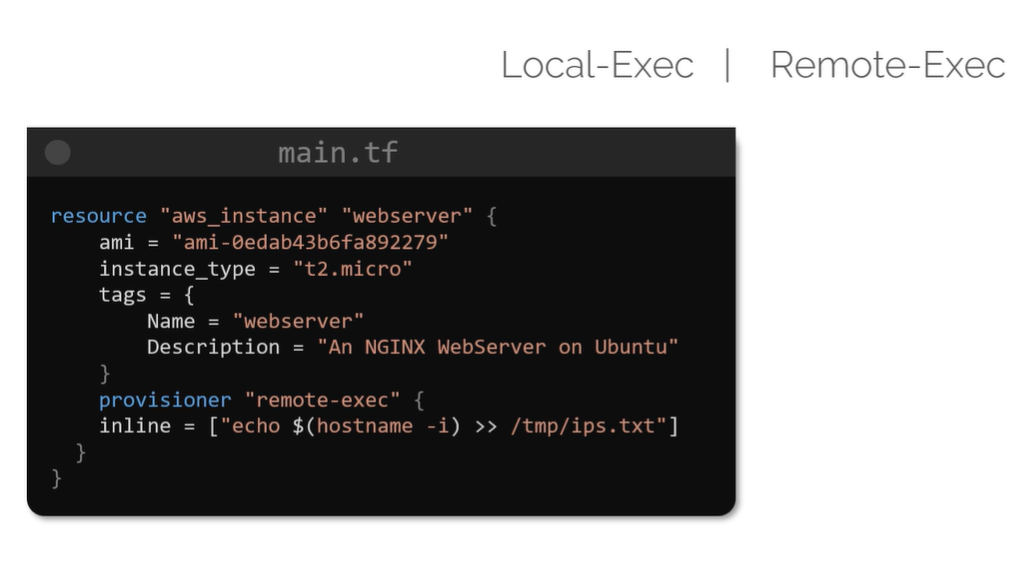 Local-Exec | Remote-Exec
main.tf
resource "aws_instance" "webserver" {
    ami = "ami-0edab43b6fa892279"
    instance_type = "t2.micro"
    tags = {
        Name = "webserver"
        Description = "An NGINX WebServer on Ubuntu"
    }
    provisioner "remote-exec" {
    inline = ["echo $(hostname -i) >> /tmp/ips.txt"]
  }
}